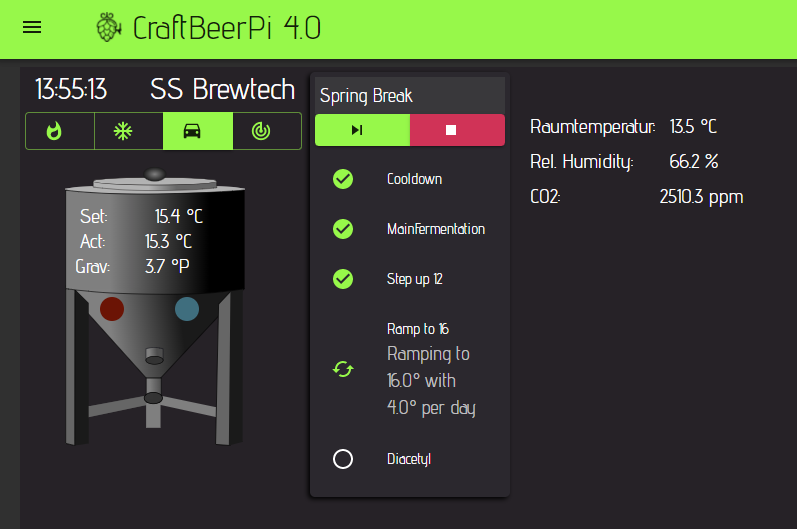 CraftBeerPi 4.0
13:55:13 SS Brewtech
Set: 15.4 °C
Act: 15.3 °C
Grav: 3.7 °P
Spring Break
Cooldown
MainFermentation
Step up 12
Ramp to 16
Ramping to
16.0° with
4.0° per day
Diacetyl
Raumtemperatur: 13.5 °C
Rel. Humidity: 66.2 %
CO2: 2510.3 ppm